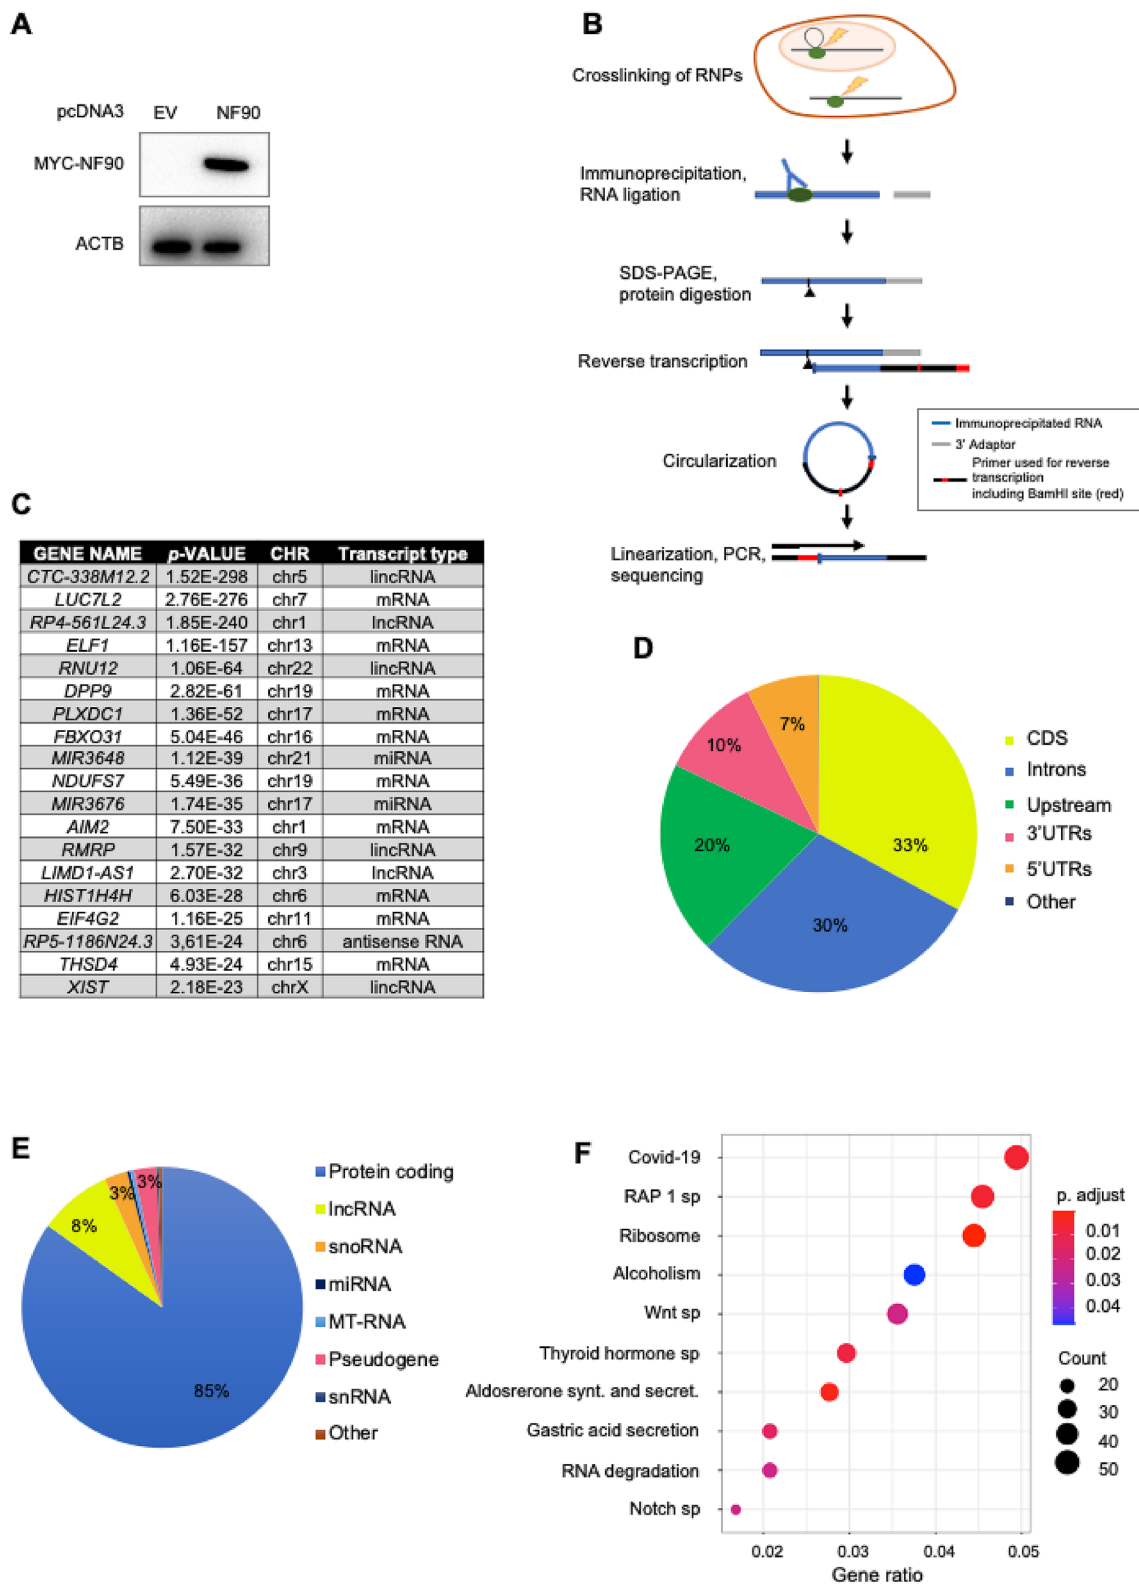 A
pcDNA3 EV NF90
MYC-NF90
ACTB
B
Crosslinking of RNPs
Immunoprecipitation,
RNA ligation
SDS-PAGE,
protein digestion
Reverse transcription
Circularization
Linearization, PCR,
sequencing
Immunoprecipitated RNA
3' Adaptor
Primer used for reverse
transcription
including BamHI site (red)
C
GENE NAME p-VALUE CHR Transcript type
CTC-338M12.2 1.52E-298 chr5 lincRNA
LUC7L2 2.76E-276 chr7 mRNA
RP4-561L24.3 1.85E-240 chr1 lncRNA
ELF1 1.16E-157 chr13 mRNA
RNU12 1.06E-64 chr22 lincRNA
DPP9 2.82E-61 chr19 mRNA
PLXDC1 1.36E-52 chr17 mRNA
FBXO31 5.04E-46 chr16 mRNA
MIR3648 1.12E-39 chr21 miRNA
NDUFS7 5.49E-36 chr19 mRNA
MIR3676 1.74E-35 chr17 miRNA
AIM2 7.50E-33 chr1 mRNA
RMRP 1.57E-32 chr9 lincRNA
LIMD1-AS1 2.70E-32 chr3 lncRNA
HIST1H4H 6.03E-28 chr6 mRNA
EIF4G2 1.16E-25 chr11 mRNA
RP5-1186N24.3 3,61E-24 chr6 antisense RNA
THSD4 4.93E-24 chr15 mRNA
XIST 2.18E-23 chrX lincRNA
D
7%
10%
20%
33%
30%
CDS
Introns
Upstream
3'UTRs
5'UTRs
Other
E
3%
3%
8%
85%
Protein coding
lncRNA
snoRNA
miRNA
MT-RNA
Pseudogene
snRNA
Other
F
Covid-19
RAP 1 sp
Ribosome
Alcoholism
Wnt sp
Thyroid hormone sp
Aldosrerone synt. and secret.
Gastric acid secretion
RNA degradation
Notch sp
0.02 0.03 0.04 0.05
Gene ratio
p. adjust
0.01
0.02
0.03
0.04
Count
20
30
40
50